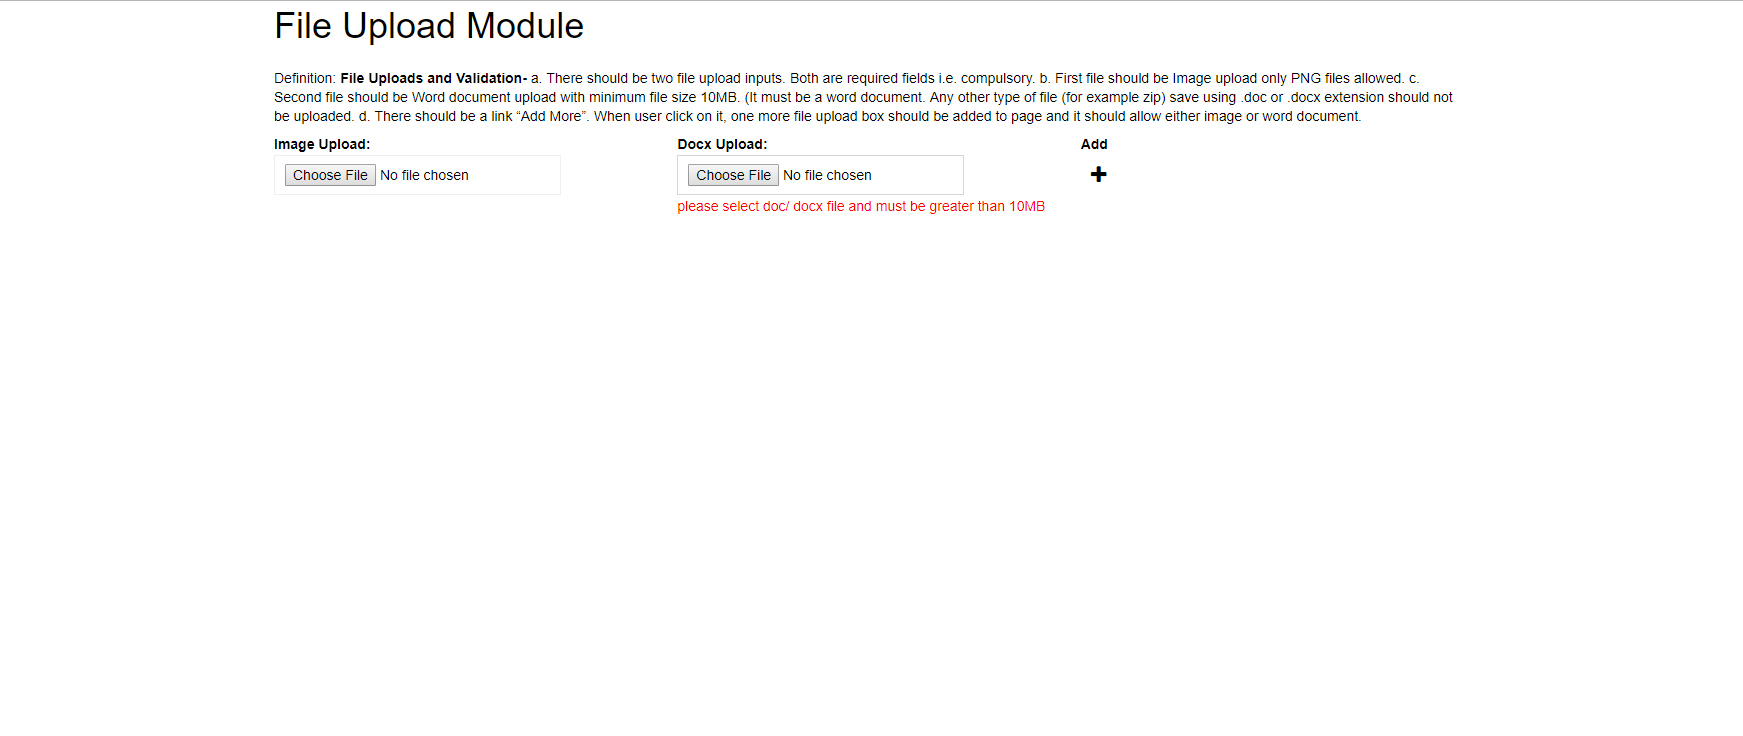 File Upload Module
Definition: File Uploads and Validation- a. There should be two file upload inputs. Both are required fields i.e. compulsory. b. First file should be Image upload only PNG files allowed. c.
Second file should be Word document upload with minimum file size 10MB. (It must be a word document. Any other type of file (for example zip) save using .doc or .docx extension should not
be uploaded. d. There should be a link “Add More”. When user click on it, one more file upload box should be added to page and it should allow either image or word document.
Image Upload: Docx Upload: Add
Choose File No file chosen Choose File No file chosen
please select doc/ docx file and must be greater than 10MB